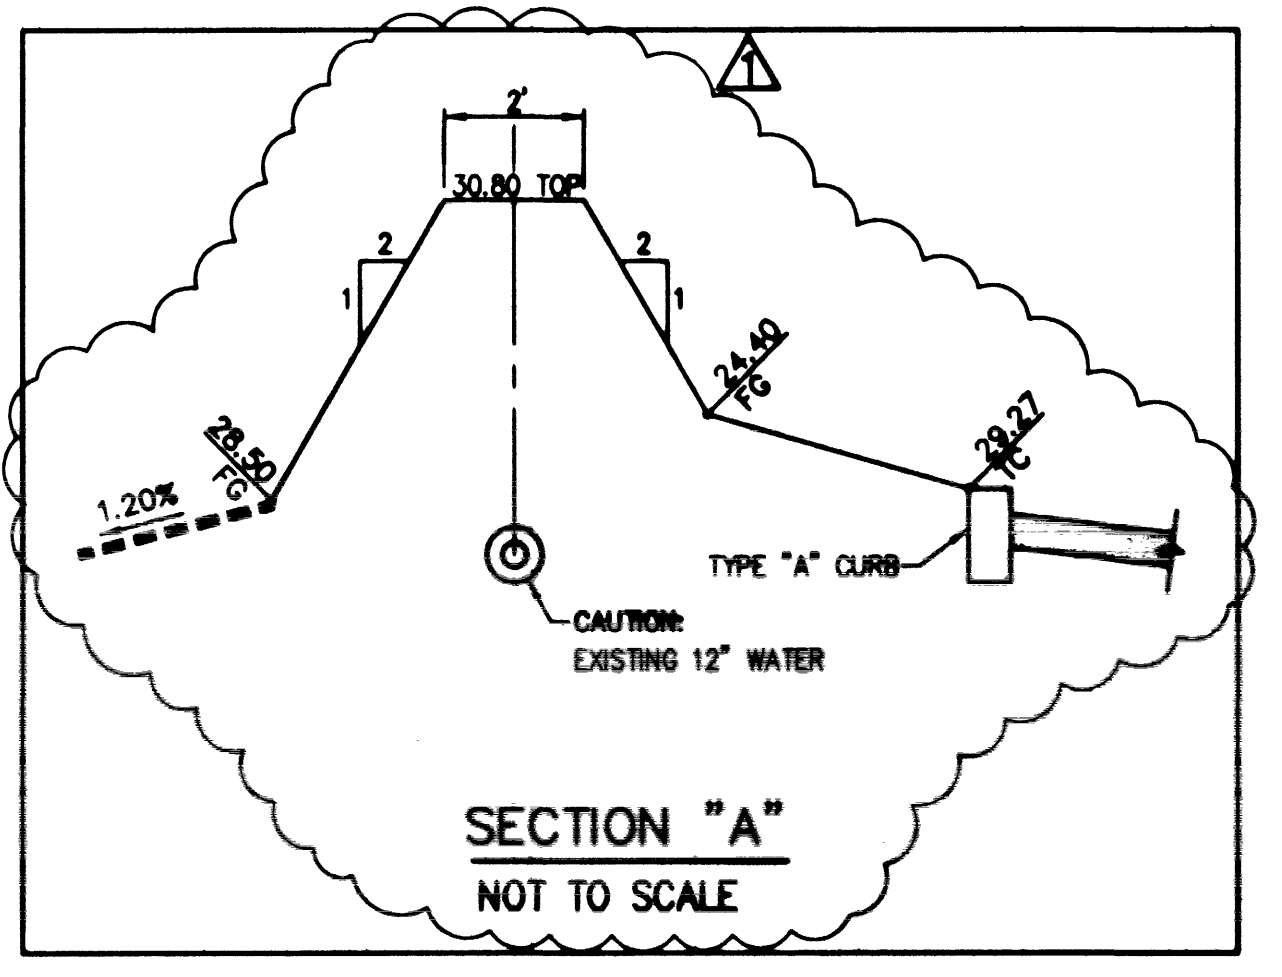 1
2'
30.80 TOP
2
1
2
1
24.40
FG
29.27
TC
28.50
FG
1.20%
TYPE "A" CURB
CAUTION:
EXISTING 12" WATER
SECTION "A"
NOT TO SCALE